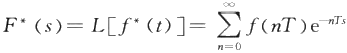 F*(s)=L[f*(t)]=∑_{n=0}^{∞} f(nT)e^{-nTs}